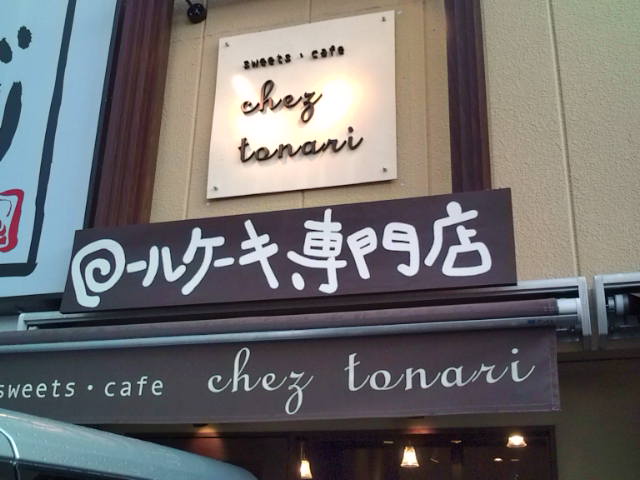 sweets・cafe
chez
tonari
ロールケーキ専門店
sweets・cafe chez tonari